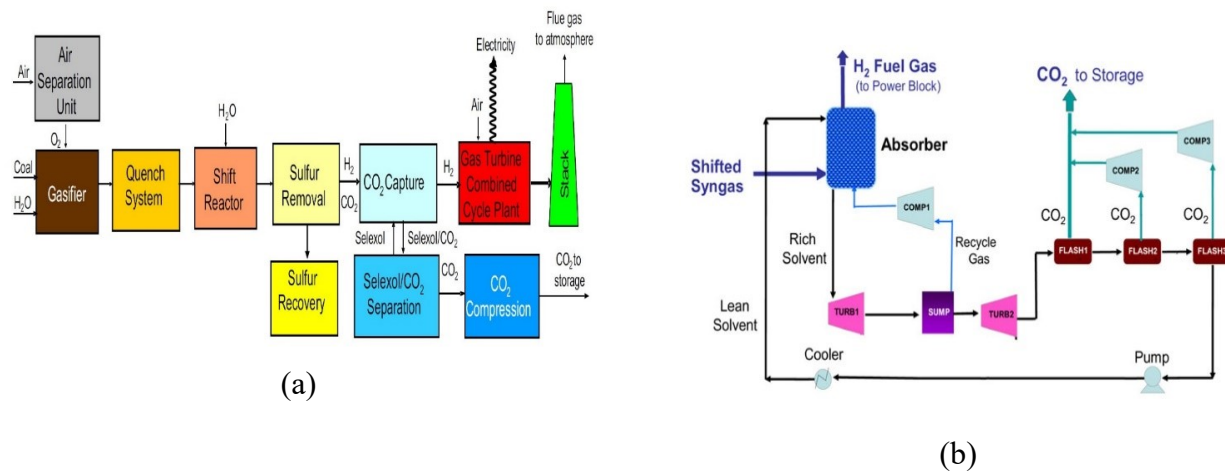 Air
Separation
Unit
Air
O2
Coal
H2O
Gasifier
Quench
System
H2O
Shift
Reactor
Sulfur
Removal
H2
CO2
CO2 Capture
H2
Air
Electricity
Gas Turbine
Combined
Cycle Plant
Flue gas
to atmosphere
Stack
Selexol
Selexol/CO2
Sulfur
Recovery
Selexol/CO2
Separation
CO2
CO2
Compression
CO2 to
storage
(a)
H2 Fuel Gas
(to Power Block)
CO2 to Storage
Absorber
Shifted
Syngas
COMP1
COMP2
COMP3
CO2
CO2
CO2
Rich
Solvent
Recycle
Gas
FLASH1
FLASH2
FLASH3
Lean
Solvent
TURB1
SUMP
TURB2
Cooler
Pump
(b)